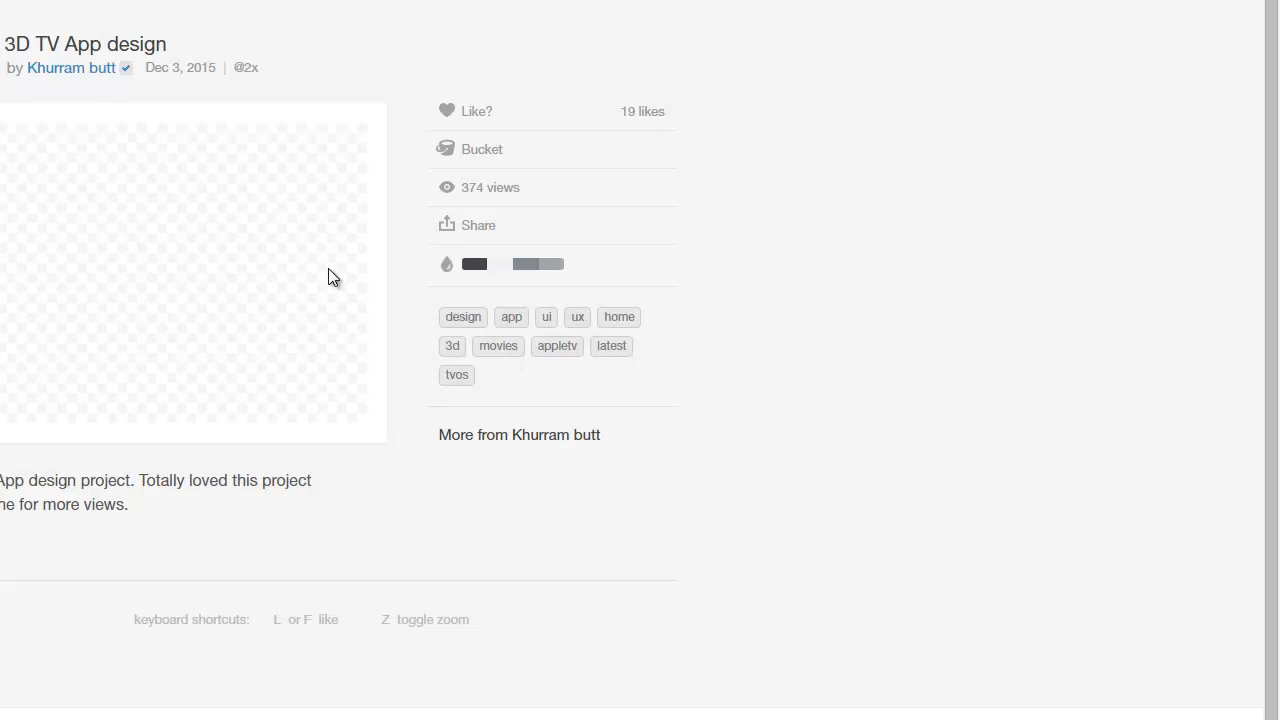 3D TV App design
by Khurram butt Dec 3, 2015 | @2x
Like? 19 likes
Bucket
374 views
Share
design app ui ux home
3d movies appletv latest
tvos
More from Khurram butt
App design project. Totally loved this project
for more views.
keyboard shortcuts: L or F like Z toggle zoom